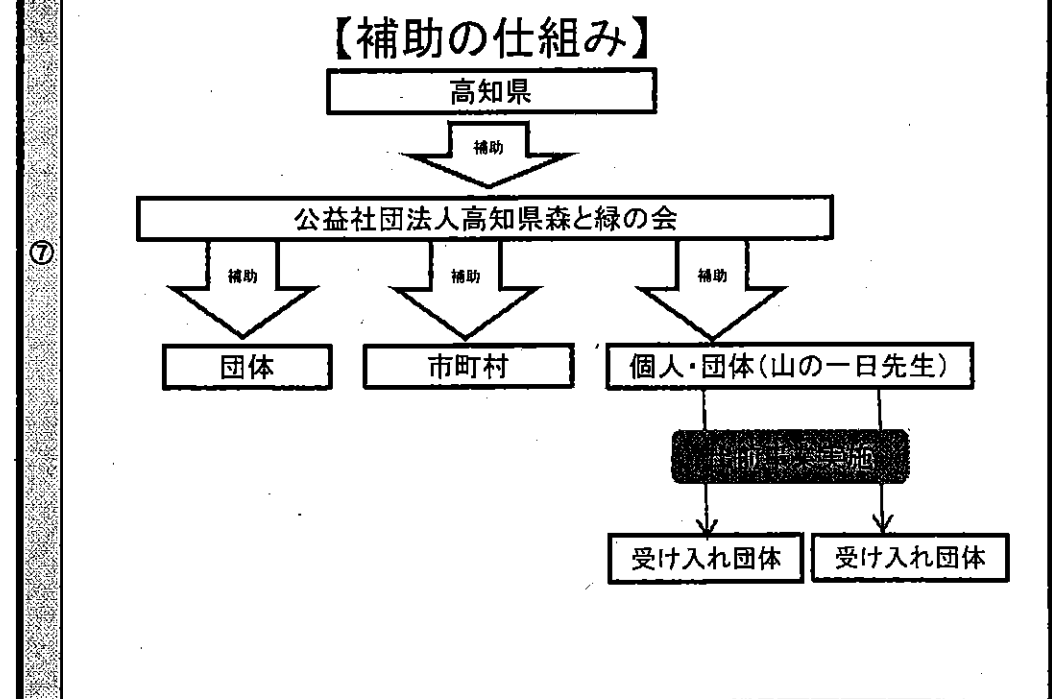 【補助の仕組み】
高知県
補助
公益社団法人高知県森と緑の会
⑦
補助 補助 補助
団体 市町村 個人・団体(山の一日先生)
実施
受け入れ団体 受け入れ団体